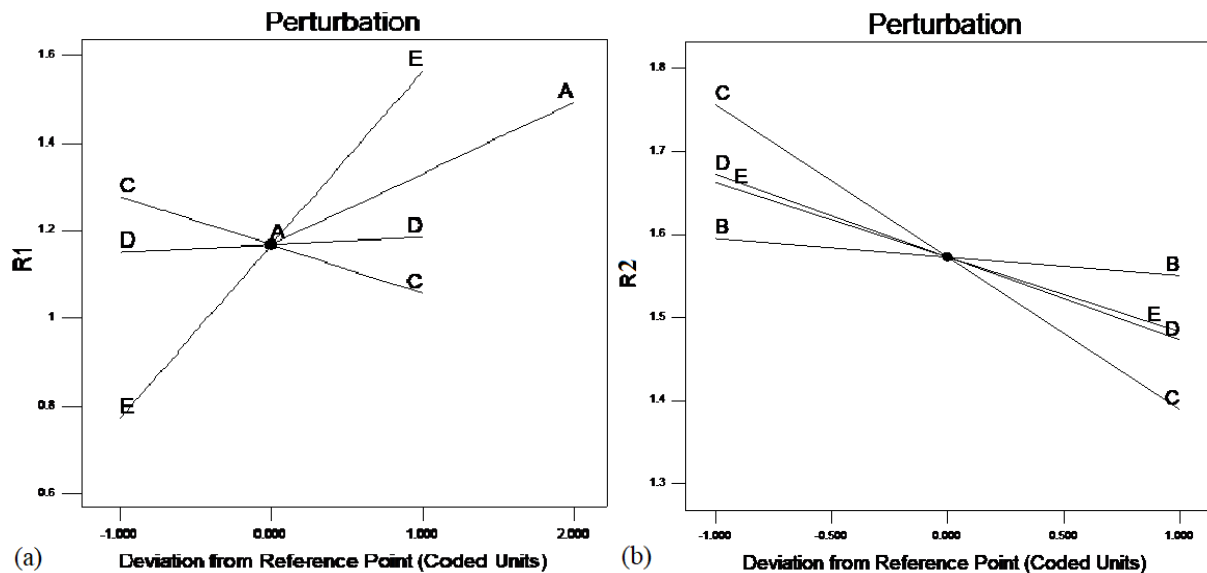 Perturbation
1.6
1.4
1.2
1
0.8
0.6
R1
E
A
C
A
D
D
C
E
-1.000
0.000
1.000
2.000
(a)
Deviation from Reference Point (Coded Units)
Perturbation
1.8
1.7
1.6
1.5
1.4
1.3
R2
C
D
E
B
B
E
D
C
-1.000
-0.500
0.000
0.500
1.000
(b)
Deviation from Reference Point (Coded Units)